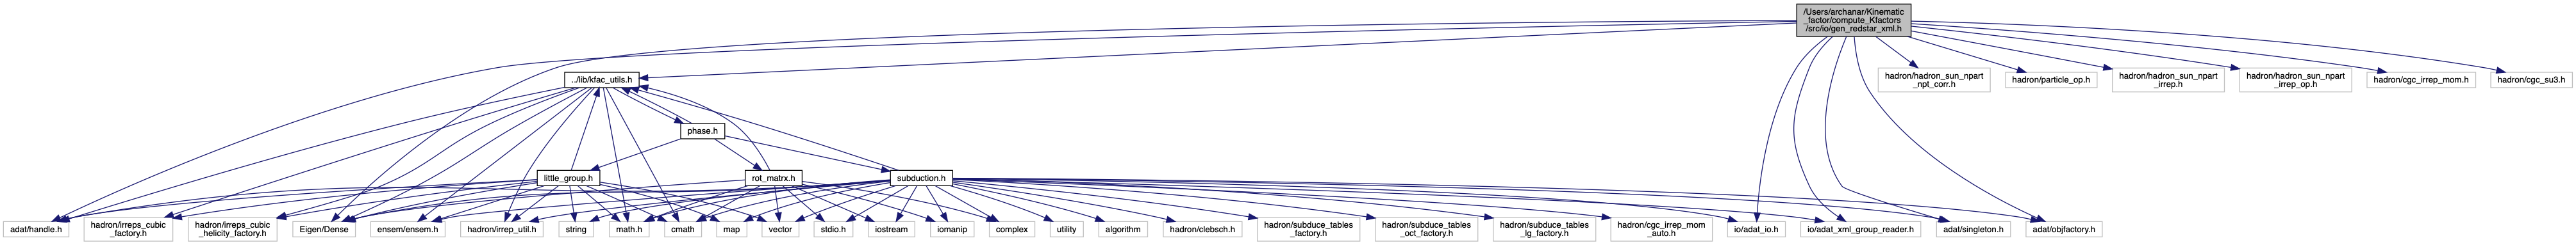 /Users/archanar/Kinematic
_factor/compute_Kfactors
/src/io/gen_redstar_xml.h
../lib/kfac_utils.h
hadron/hadron_sun_npart
_npt_corr.h
hadron/particle_op.h
hadron/hadron_sun_npart
_irrep.h
hadron/hadron_sun_npart
_irrep_op.h
hadron/cgc_irrep_mom.h
hadron/cgc_su3.h
phase.h
little_group.h
rot_matrx.h
subduction.h
adat/handle.h
hadron/irreps_cubic
_factory.h
hadron/irreps_cubic
_helicity_factory.h
Eigen/Dense
ensem/ensem.h
hadron/irrep_util.h
string
math.h
cmath
map
vector
stdio.h
iostream
iomanip
complex
utility
algorithm
hadron/clebsch.h
hadron/subduce_tables
_factory.h
hadron/subduce_tables
_oct_factory.h
hadron/subduce_tables
_lg_factory.h
hadron/cgc_irrep_mom
_auto.h
io/adat_io.h
io/adat_xml_group_reader.h
adat/singleton.h
adat/objfactory.h